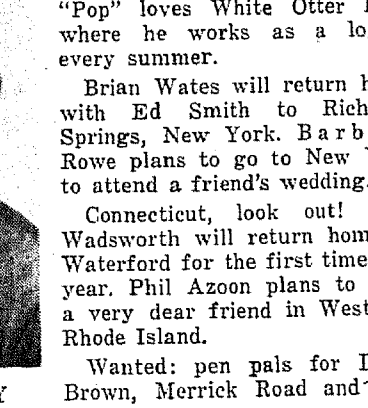 "Pop" loves White Otter
where he works as a lo
every summer.
Brian Wates will return h
with Ed Smith to Rich
Springs, New York. Barb
Rowe plans to go to New
to attend a friend's wedding.
Connecticut, look out!
Wadsworth will return hom
Waterford for the first time
year. Phil Azoon plans to
a very dear friend in West
Rhode Island.
Wanted: pen pals for
Brown, Merrick Road and
Y